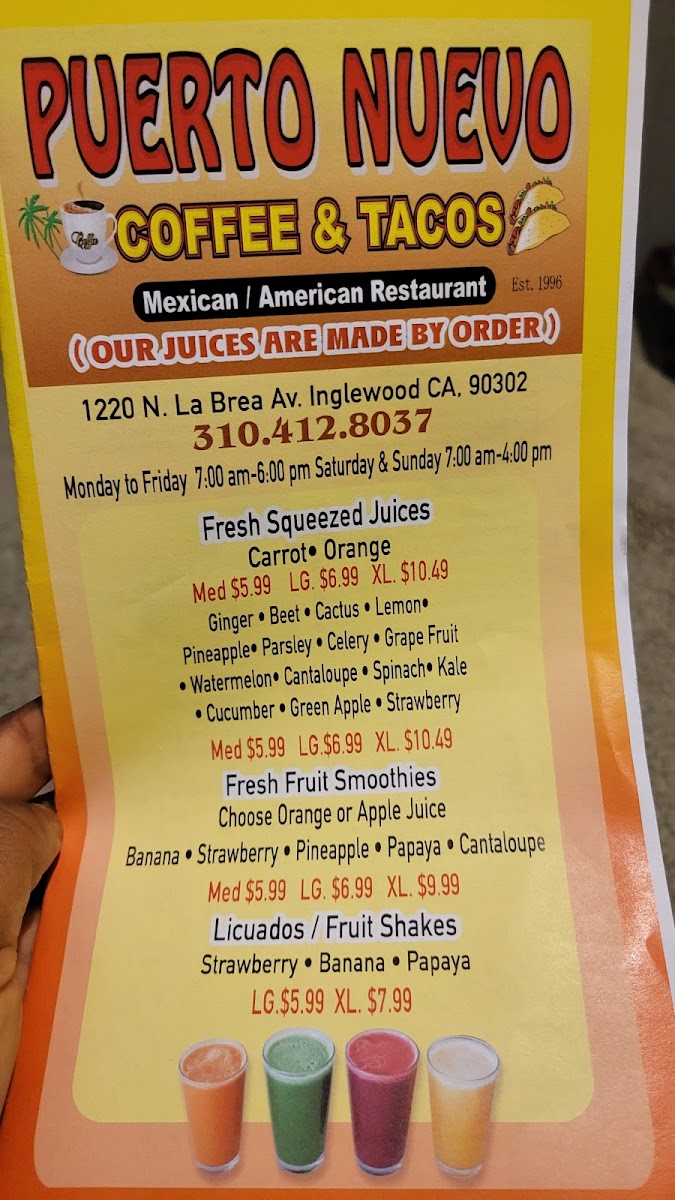 PUERTO NUEVO
COFFEE & TACOS
Coffee
Mexican / American Restaurant
Est. 1996
(OUR JUICES ARE MADE BY ORDER)
1220 N. La Brea Av. Inglewood CA, 90302
310.412.8037
Monday to Friday 7:00 am-6:00 pm Saturday & Sunday 7:00 am-4:00 pm
Fresh Squeezed Juices
Carrot• Orange
Med $5.99 LG. $6.99 XL. $10.49
Ginger • Beet • Cactus • Lemon•
Pineapple• Parsley • Celery • Grape Fruit
• Watermelon• Cantaloupe • Spinach• Kale
• Cucumber • Green Apple • Strawberry
Med $5.99 LG.$6.99 XL. $10.49
Fresh Fruit Smoothies
Choose Orange or Apple Juice
Banana • Strawberry • Pineapple • Papaya • Cantaloupe
Med $5.99 LG. $6.99 XL. $9.99
Licuados / Fruit Shakes
Strawberry • Banana • Papaya
LG.$5.99 XL. $7.99